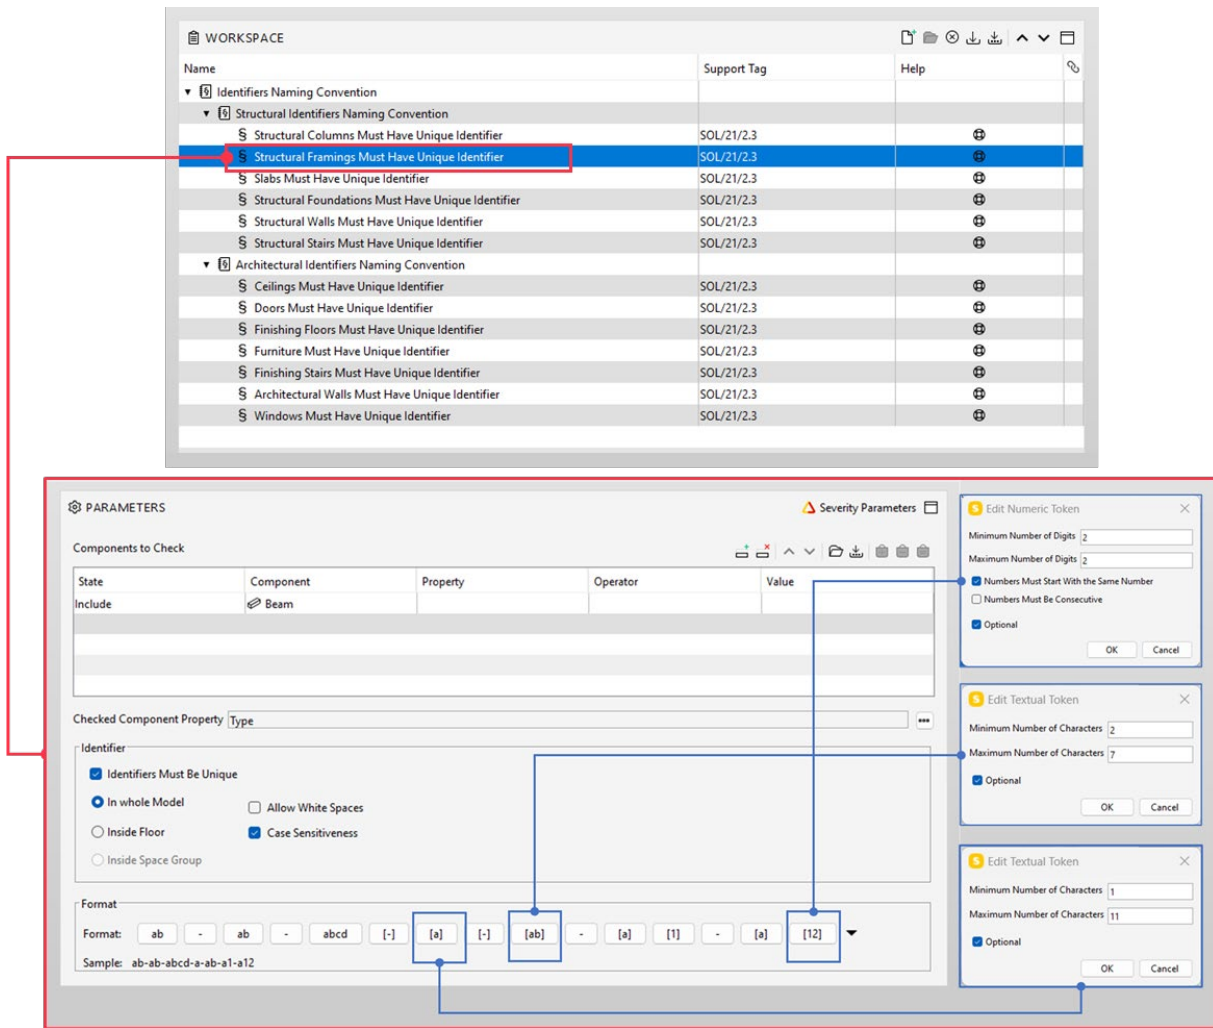 WORKSPACE
Name Support Tag Help
Identifiers Naming Convention
Structural Identifiers Naming Convention
§ Structural Columns Must Have Unique Identifier SOL/21/2.3
§ Structural Framings Must Have Unique Identifier SOL/21/2.3
§ Slabs Must Have Unique Identifier SOL/21/2.3
§ Structural Foundations Must Have Unique Identifier SOL/21/2.3
§ Structural Walls Must Have Unique Identifier SOL/21/2.3
§ Structural Stairs Must Have Unique Identifier SOL/21/2.3
Architectural Identifiers Naming Convention
§ Ceilings Must Have Unique Identifier SOL/21/2.3
§ Doors Must Have Unique Identifier SOL/21/2.3
§ Finishing Floors Must Have Unique Identifier SOL/21/2.3
§ Furniture Must Have Unique Identifier SOL/21/2.3
§ Finishing Stairs Must Have Unique Identifier SOL/21/2.3
§ Architectural Walls Must Have Unique Identifier SOL/21/2.3
§ Windows Must Have Unique Identifier SOL/21/2.3
PARAMETERS Severity Parameters
Components to Check
State Component Property Operator Value
Include Beam
Checked Component Property Type
Identifier
Identifiers Must Be Unique
In whole Model Allow White Spaces
Inside Floor Case Sensitiveness
Inside Space Group
Format
Format: ab - ab - abcd [-] [a] [-] [ab] - [a] [1] - [a] [12]
Sample: ab-ab-abcd-a-ab-a1-a12
Edit Numeric Token
Minimum Number of Digits 2
Maximum Number of Digits 2
Numbers Must Start With the Same Number
Numbers Must Be Consecutive
Optional
OK Cancel
Edit Textual Token
Minimum Number of Characters 2
Maximum Number of Characters 7
Optional
OK Cancel
Edit Textual Token
Minimum Number of Characters 1
Maximum Number of Characters 11
Optional
OK Cancel